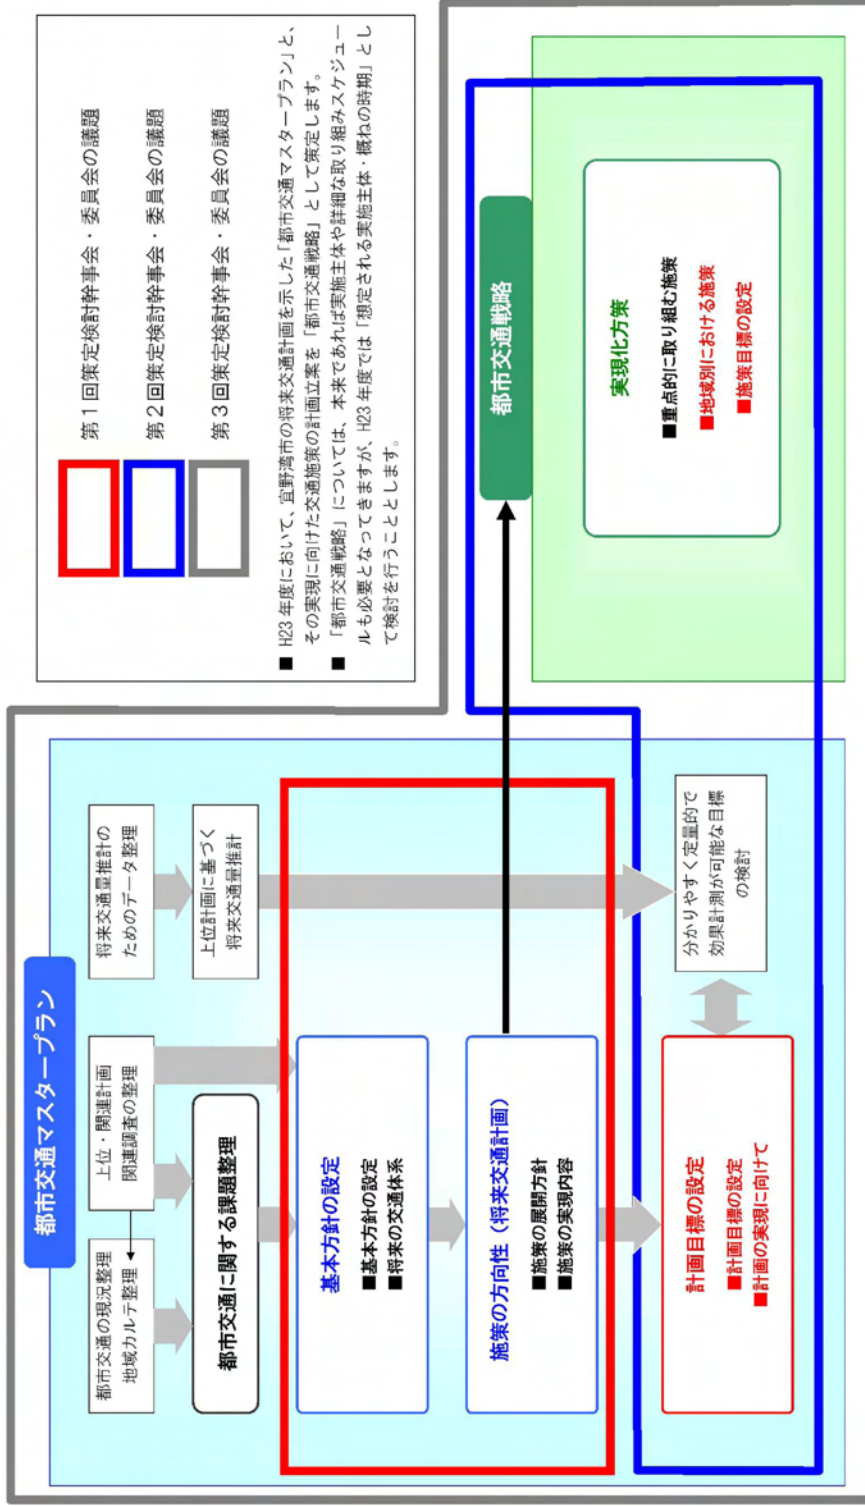 都市交通マスタープラン
都市交通の現況整理
地域カルテ整理
上位・関連計画
関連調査の整理
将来交通量推計の
ためのデータ整理
都市交通に関する課題整理
上位計画に基づく
将来交通量推計
基本方針の設定
■基本方針の設定
■将来の交通体系
施策の方向性（将来交通計画）
■施策の展開方針
■施策の実現内容
計画目標の設定
■計画目標の設定
■計画の実現に向けて
分かりやすく定量的で
効果計測が可能な目標
の検討
第１回策定検討幹事会・委員会の議題
第２回策定検討幹事会・委員会の議題
第３回策定検討幹事会・委員会の議題
■ H23 年度において、宜野湾市の将来交通計画を示した「都市交通マスタープラン」と、
その実現に向けた交通施策の計画立案を「都市交通戦略」として策定します。
■ 「都市交通戦略」については、本来であれば実施主体や詳細な取り組みスケジュー
ルも必要となってきますが、H23 年度では「想定される実施主体・概ねの時期」とし
て検討を行うこととします。
都市交通戦略
実現化方策
■重点的に取り組む施策
■地域別における施策
■施策目標の設定